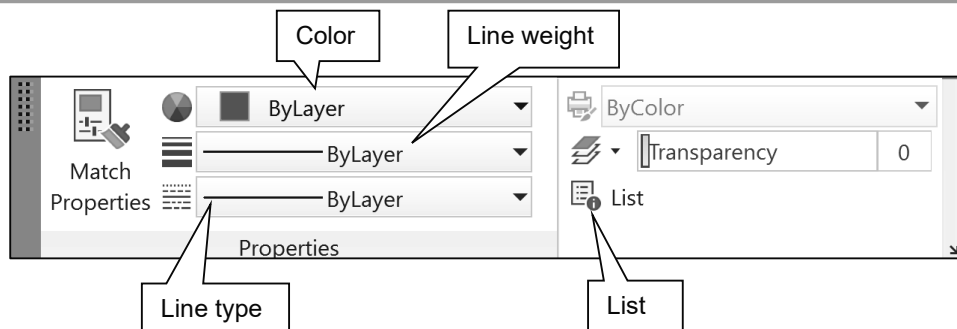 Color
Line weight
ByLayer
ByColor
ByLayer
Transparency 0
Match
Properties
ByLayer
List
Properties
Line type
List